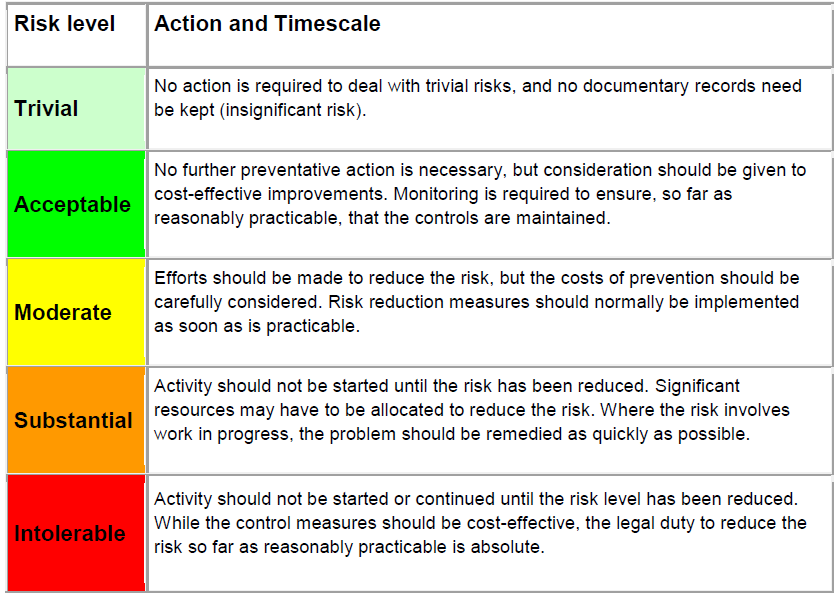 Risk level
Action and Timescale
Trivial
No action is required to deal with trivial risks, and no documentary records need
be kept (insignificant risk).
Acceptable
No further preventative action is necessary, but consideration should be given to
cost-effective improvements. Monitoring is required to ensure, so far as
reasonably practicable, that the controls are maintained.
Moderate
Efforts should be made to reduce the risk, but the costs of prevention should be
carefully considered. Risk reduction measures should normally be implemented
as soon as is practicable.
Substantial
Activity should not be started until the risk has been reduced. Significant
resources may have to be allocated to reduce the risk. Where the risk involves
work in progress, the problem should be remedied as quickly as possible.
Intolerable
Activity should not be started or continued until the risk level has been reduced.
While the control measures should be cost-effective, the legal duty to reduce the
risk so far as reasonably practicable is absolute.